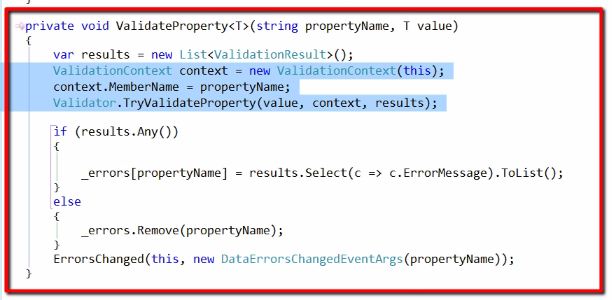 private void ValidateProperty<T>(string propertyName, T value)
{
    var results = new List<ValidationResult>();
    ValidationContext context = new ValidationContext(this);
    context.MemberName = propertyName;
    Validator.TryValidateProperty(value, context, results);

    if (results.Any())
    {

        _errors[propertyName] = results.Select(c => c.ErrorMessage).ToList();
    }
    else
    {
        _errors.Remove(propertyName);
    }
    ErrorsChanged(this, new DataErrorsChangedEventArgs(propertyName));
}